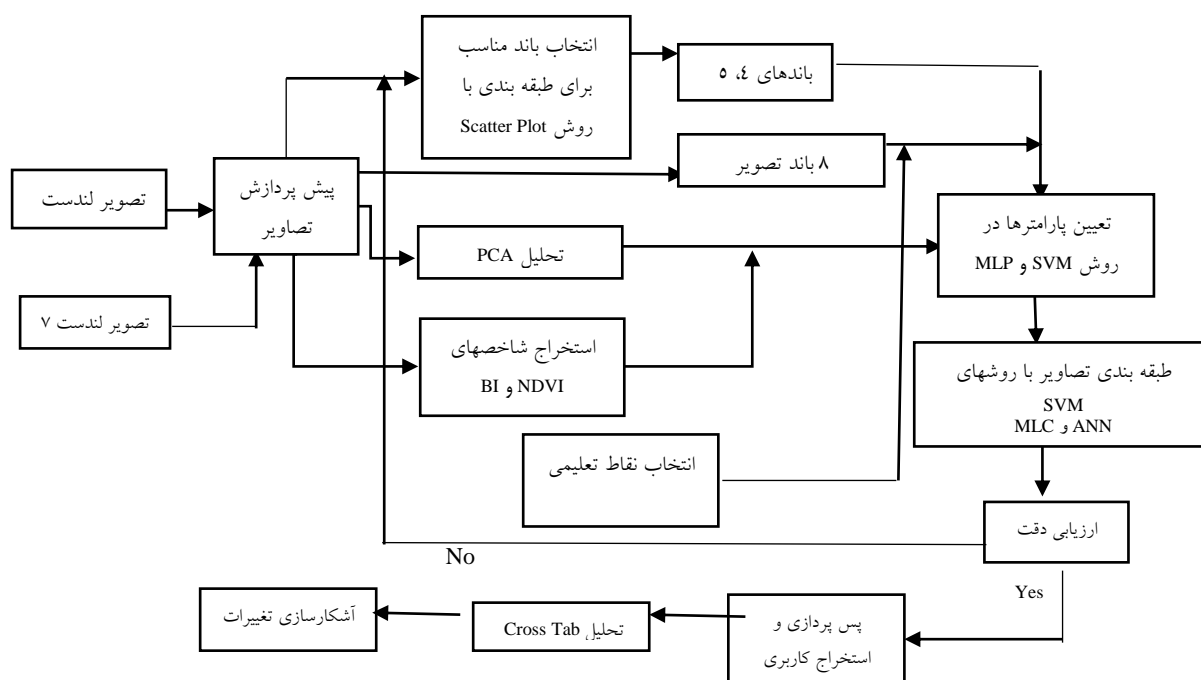 انتخاب باند مناسب
برای طبقه بندی با
روش Scatter Plot
باندهای ٤، ٥
٨ باند تصویر
تصویر لندست
پیش پردازش
تصاویر
تعیین پارامترها در
روش SVM و MLP
تحلیل PCA
تصویر لندست ٧
استخراج شاخصهای
NDVI و BI
طبقه بندی تصاویر با روشهای
SVM
ANN و MLC
انتخاب نقاط تعلیمی
ارزیابی دقت
No
Yes
پس پردازی و
استخراج کاربری
تحلیل Cross Tab
آشکارسازی تغییرات